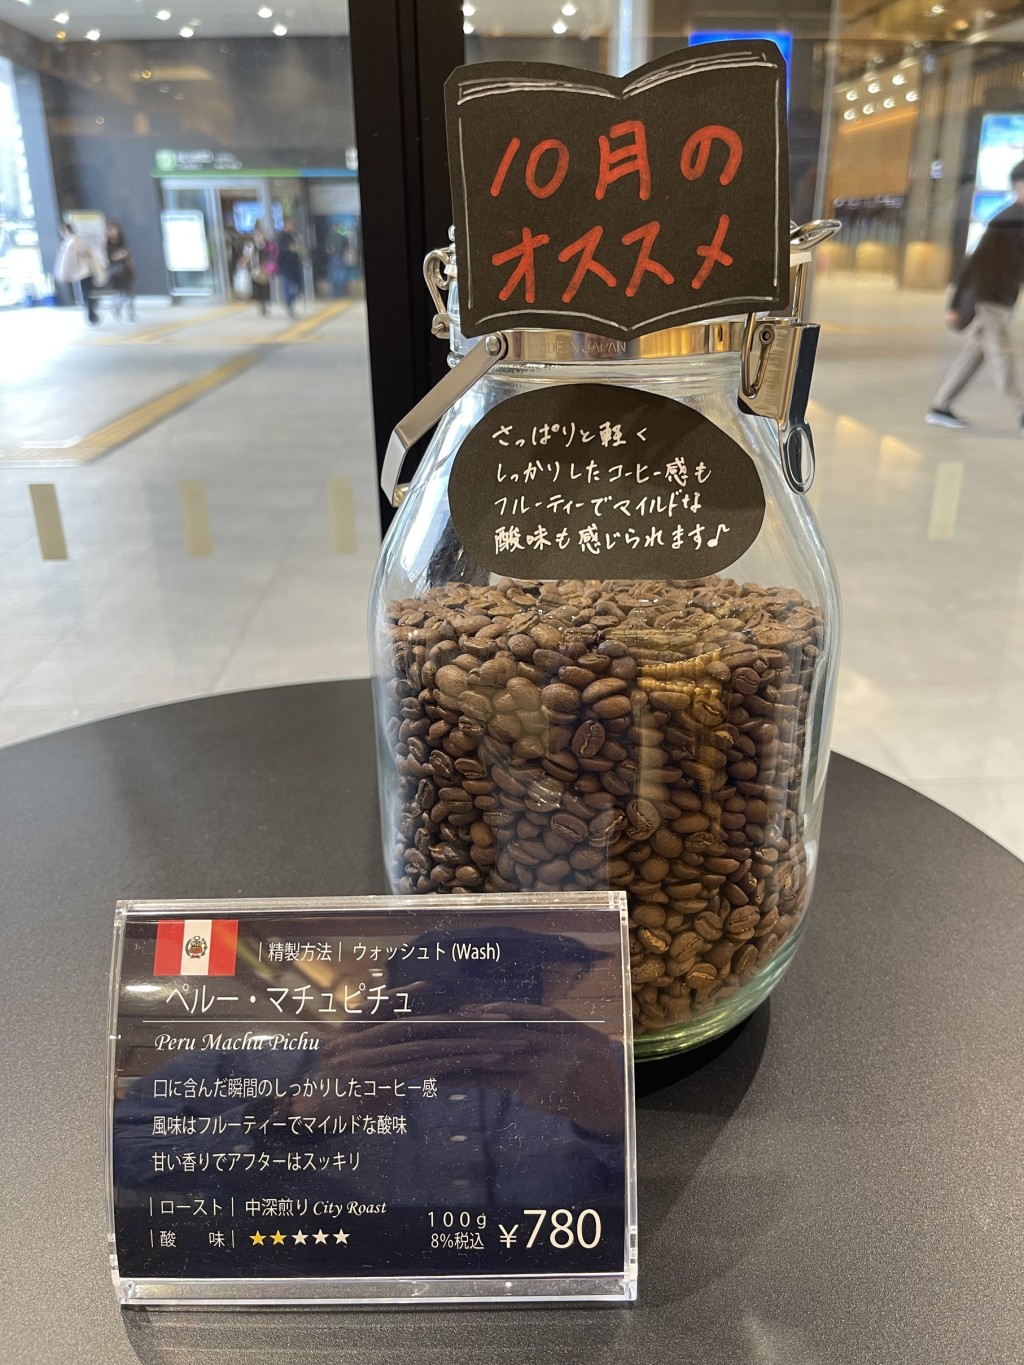 10月の
オススメ
MADE IN JAPAN
さっぱりと軽く
しっかりしたコーヒー感も
フルーティーでマイルドな
酸味も感じられます♪
|精製方法| ウォッシュト(Wash)
ペルー・マチュピチュ
Peru Machu Pichu
口に含んだ瞬間のしっかりしたコーヒー感
風味はフルーティーでマイルドな酸味
甘い香りでアフターはスッキリ
|ロースト| 中深煎り City Roast
|酸 味| ★★★★★
100g
8%税込 ¥780